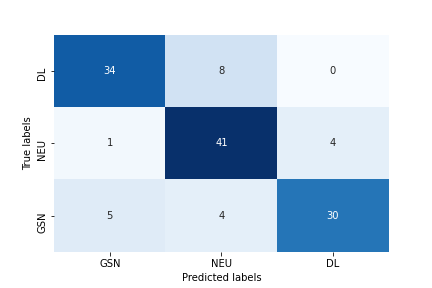 DL 34 8 0
NEU 1 41 4
GSN 5 4 30
GSN NEU DL
True labels
Predicted labels